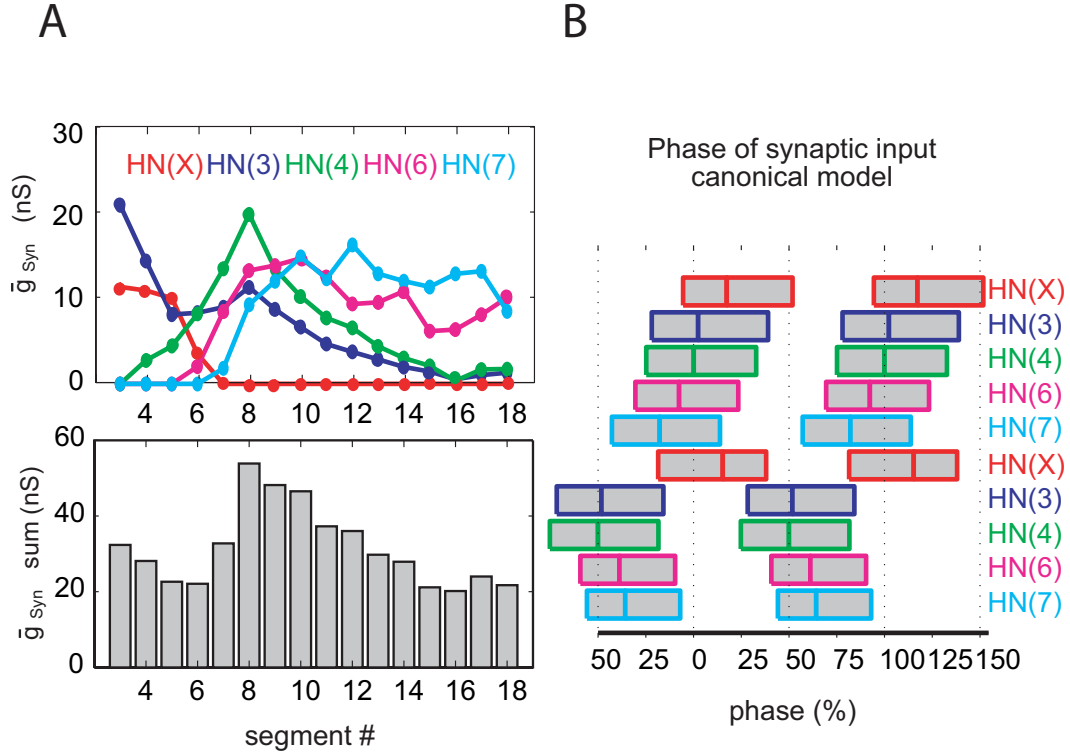 A
B
30
20
10
0
ḡ Syn (nS)
HN(X) HN(3) HN(4) HN(6) HN(7)
4 6 8 10 12 14 16 18
60
40
20
0
ḡ Syn sum (nS)
4 6 8 10 12 14 16 18
segment #
Phase of synaptic input
canonical model
HN(X)
HN(3)
HN(4)
HN(6)
HN(7)
HN(X)
HN(3)
HN(4)
HN(6)
HN(7)
50 25 0 25 50 75 100 125 150
phase (%)